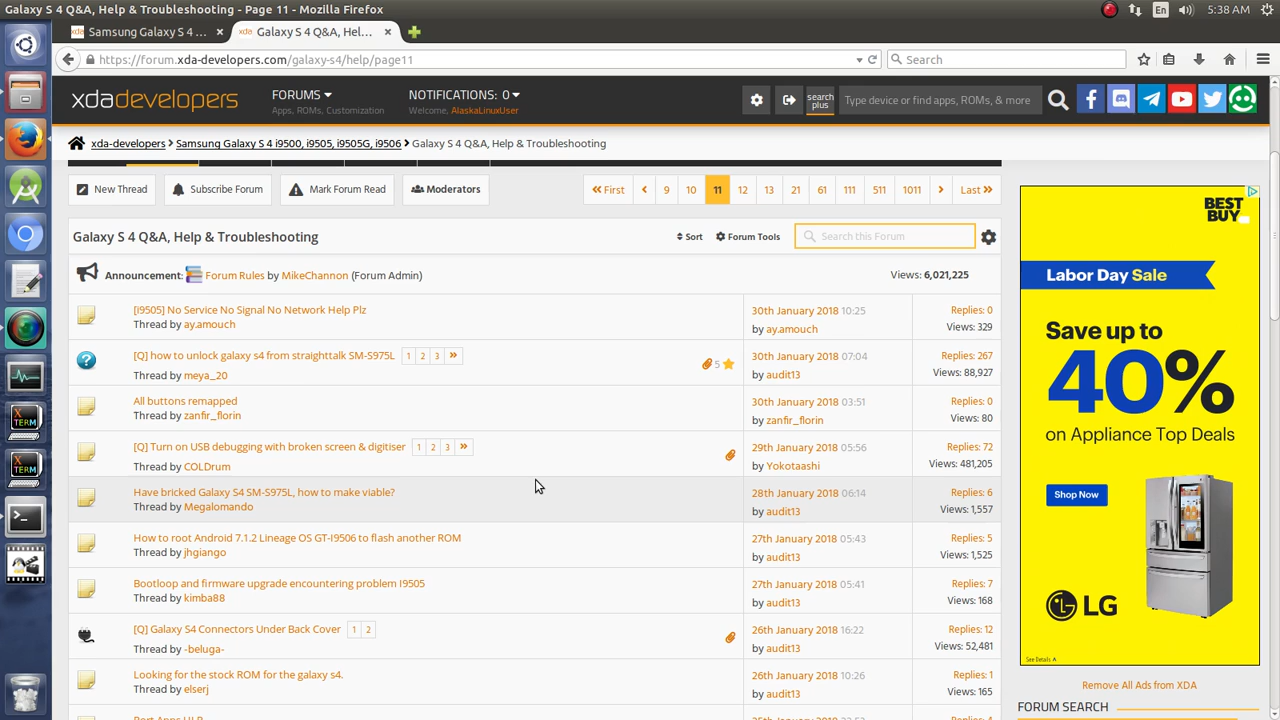 Galaxy S 4 Q&A, Help & Troubleshooting - Page 11 - Mozilla Firefox
En
5:38 AM
Samsung Galaxy S 4 ... ×
xda Galaxy S 4 Q&A, Hel... ×
https://forum.xda-developers.com/galaxy-s4/help/page11
Search
xdadevelopers
FORUMS
Apps, ROMs, Customization
NOTIFICATIONS: 0
Welcome, AlaskaLinuxUser
search
plus
Type device or find apps, ROMs, & more
xda-developers Samsung Galaxy S 4 i9500, i9505, i9505G, i9506 Galaxy S4 Q&A, Help & Troubleshooting
New Thread
Subscribe Forum
Mark Forum Read
Moderators
First 9 10 11 12 13 21 61 111 511 1011 Last
Galaxy S 4 Q&A, Help & Troubleshooting
Sort
Forum Tools
Search this Forum
Announcement: Forum Rules by MikeChannon (Forum Admin)
Views: 6,021,225
[i9505] No Service No Signal No Network Help Plz
Thread by ay.amouch
30th January 2018 10:25
by ay.amouch
Replies: 0
Views: 329
[Q] how to unlock galaxy s4 from straighttalk SM-S975L 1 2 3
Thread by meya_20
5
30th January 2018 07:04
by audit13
Replies: 267
Views: 88,927
All buttons remapped
Thread by zanfir_florin
30th January 2018 03:51
by zanfir_florin
Replies: 0
Views: 80
[Q] Turn on USB debugging with broken screen & digitiser 1 2 3
Thread by COLDrum
29th January 2018 05:56
by Yokotaashi
Replies: 72
Views: 481,205
Have bricked Galaxy S4 SM-S975L, how to make viable?
Thread by Megalomando
28th January 2018 06:14
by audit13
Replies: 6
Views: 1,557
How to root Android 7.1.2 Lineage OS GT-I9506 to flash another ROM
Thread by jhgiango
27th January 2018 05:43
by audit13
Replies: 5
Views: 1,525
Bootloop and firmware upgrade encountering problem I9505
Thread by kimba88
27th January 2018 05:41
by audit13
Replies: 7
Views: 168
[Q] Galaxy S4 Connectors Under Back Cover 1 2
Thread by -beluga-
26th January 2018 16:22
by audit13
Replies: 12
Views: 52,481
Looking for the stock ROM for the galaxy s4.
Thread by elserj
26th January 2018 10:26
by audit13
Replies: 1
Views: 165
BEST
BUY
Labor Day Sale
Save up to
40%
on Appliance Top Deals
Shop Now
LG
See Details
Remove All Ads from XDA
FORUM SEARCH
X
TERM
X
TERM